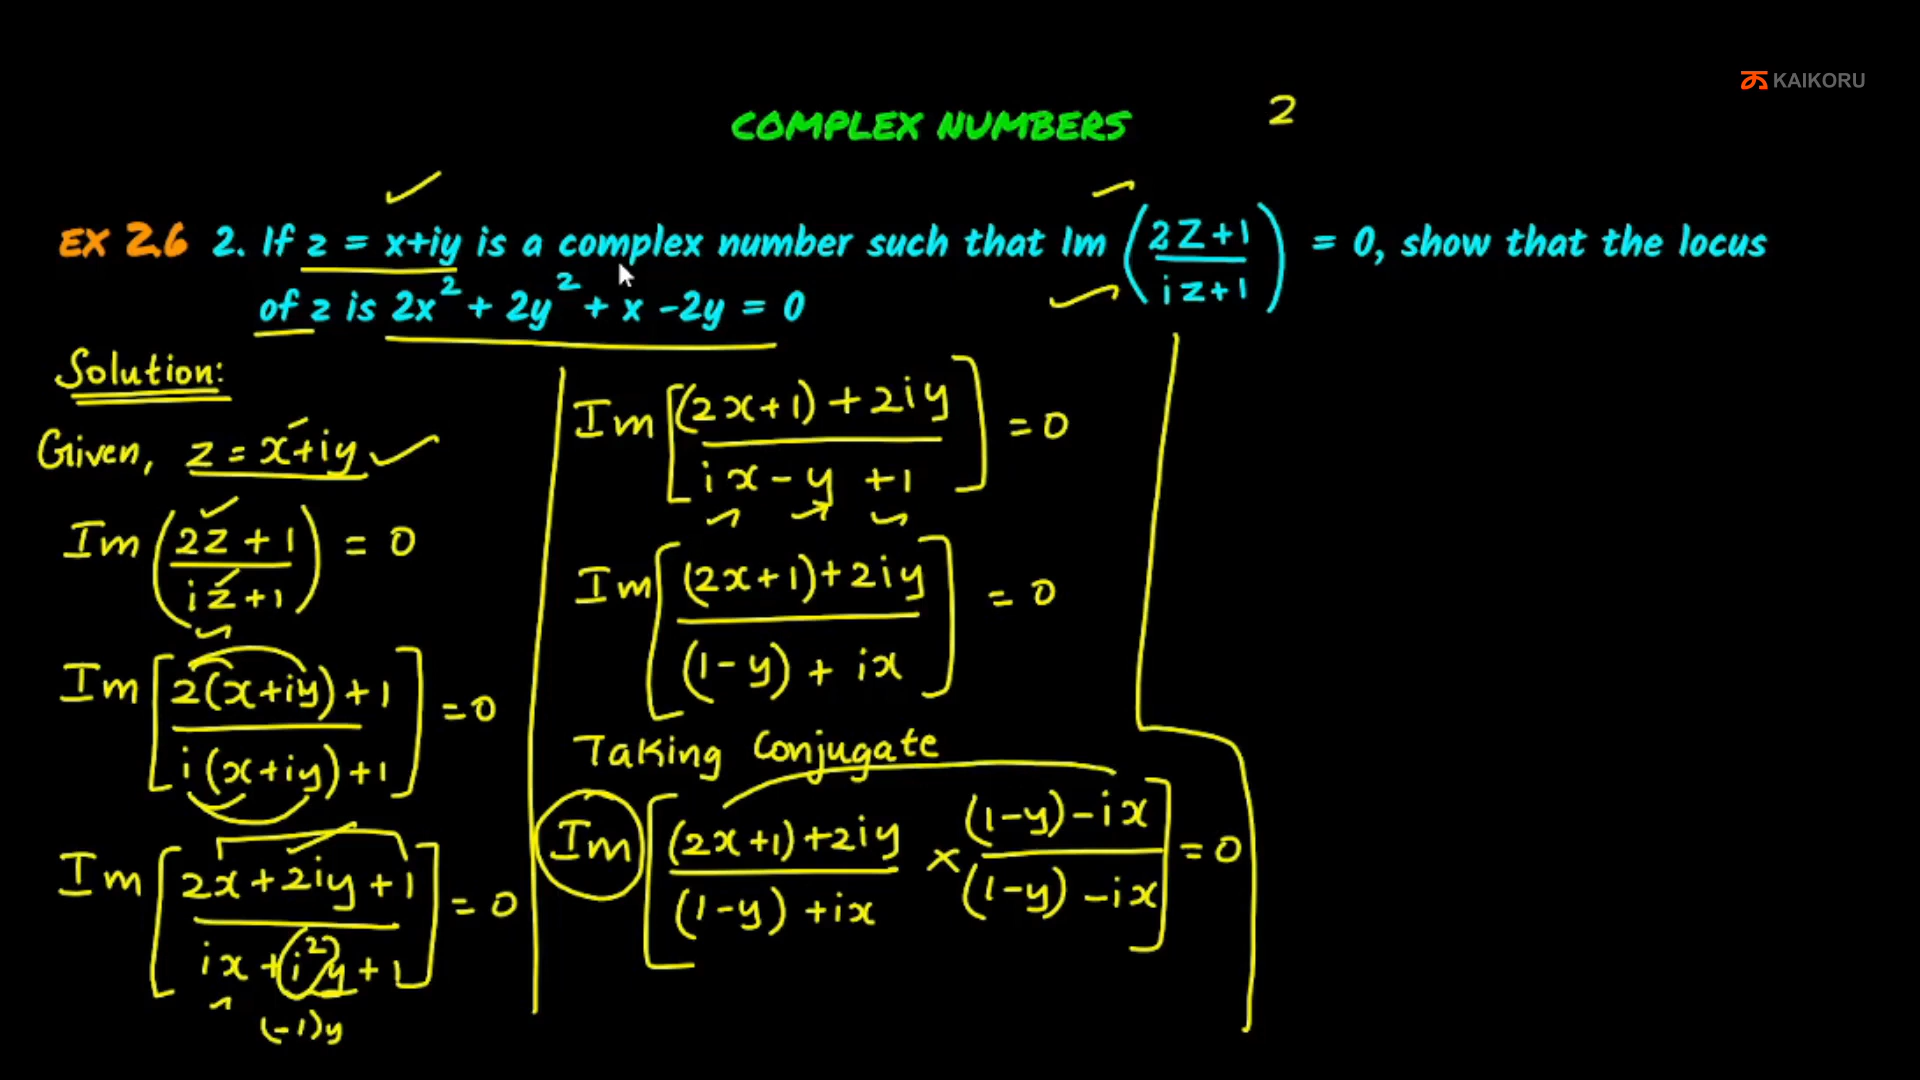 KAIKORU
COMPLEX NUMBERS 2
EX 2.6 2. If z = x+iy is a complex number such that Im (2Z+1 / iz+1) = 0, show that the locus
of z is 2x² + 2y² + x -2y = 0
Solution:
Given, z = x+iy
Im (2z+1 / iz+1) = 0
Im [2(x+iy)+1 / i(x+iy)+1] = 0
Im [2x+2iy+1 / ix+i²y+1] = 0
(-1)y
Im [(2x+1)+2iy / ix-y+1] = 0
Im [(2x+1)+2iy / (1-y)+ix] = 0
Taking Conjugate
Im [(2x+1)+2iy / (1-y)+ix × (1-y)-ix / (1-y)-ix] = 0